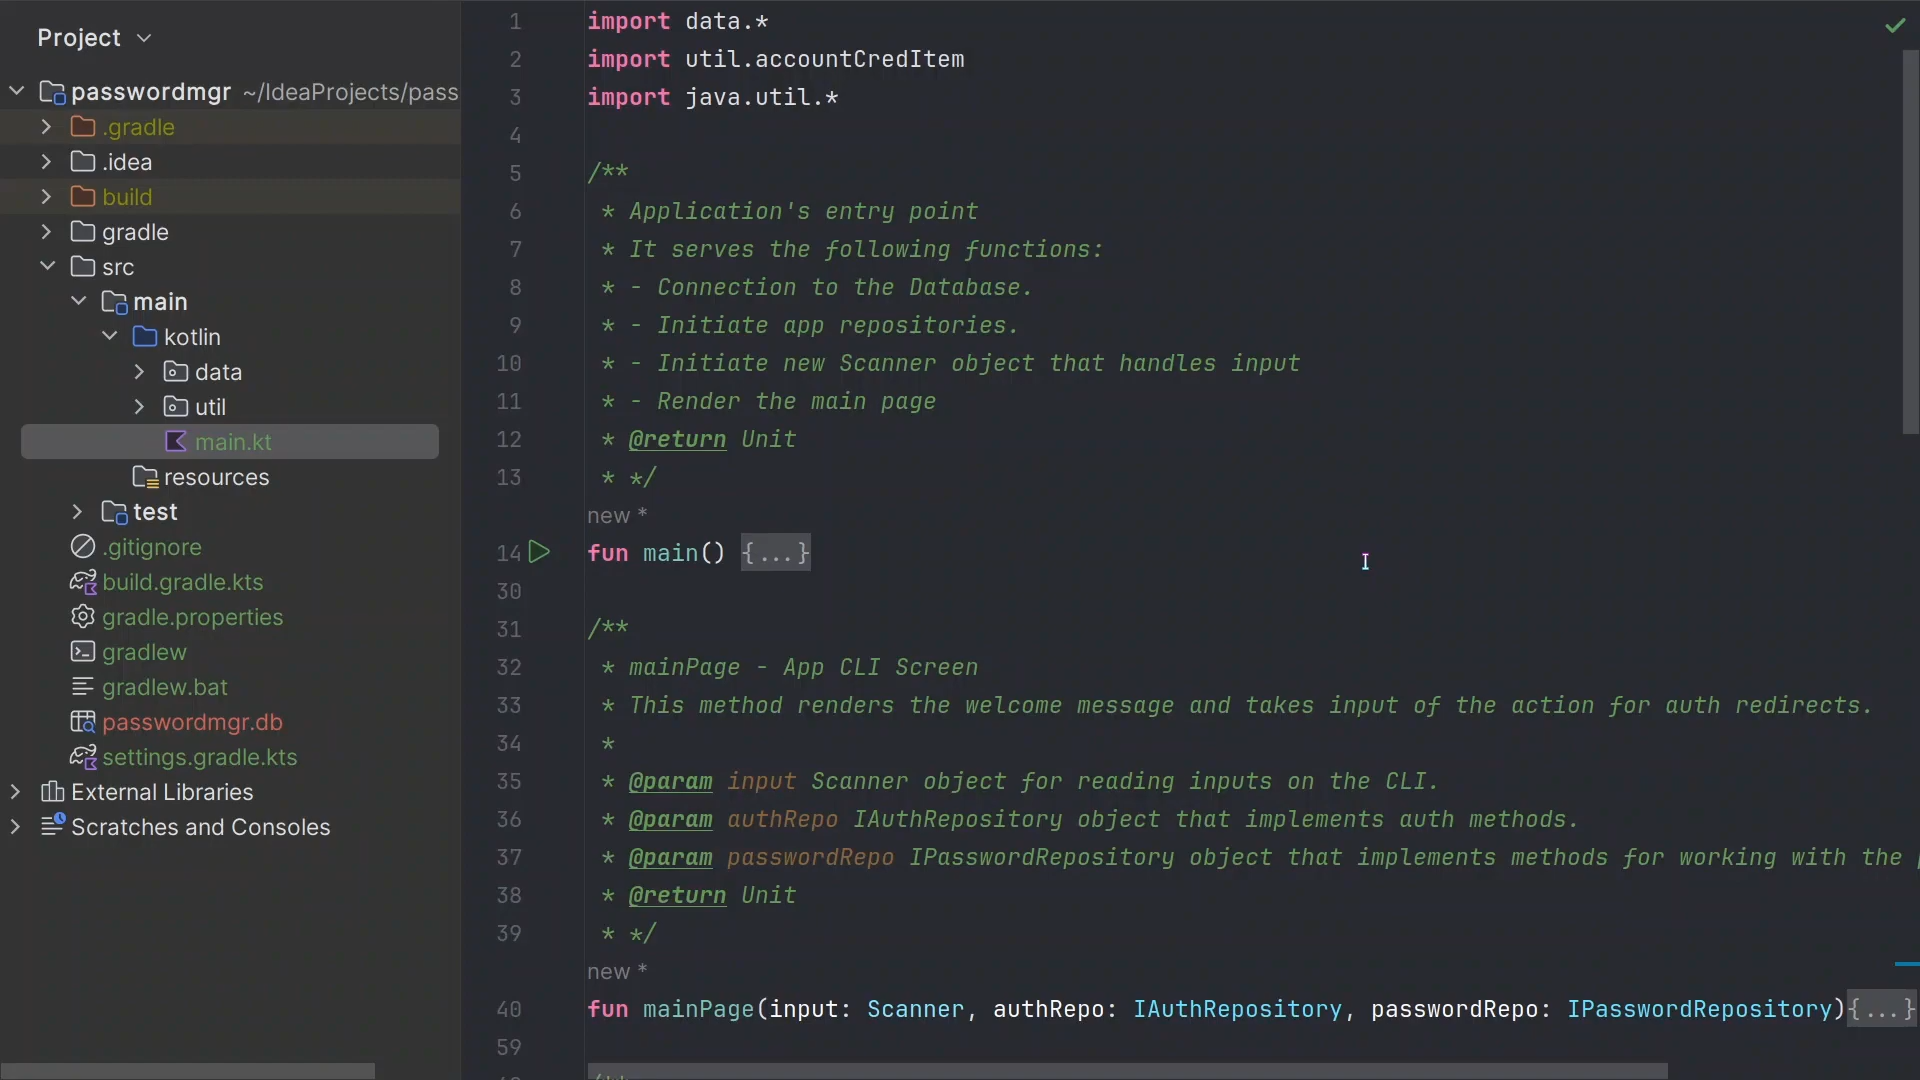 Project
passwordmgr ~/IdeaProjects/pass
.gradle
.idea
build
gradle
src
main
kotlin
data
util
main.kt
resources
test
.gitignore
build.gradle.kts
gradle.properties
gradlew
gradlew.bat
passwordmgr.db
settings.gradle.kts
External Libraries
Scratches and Consoles
1 import data.*
2 import util.accountCredItem
3 import java.util.*
4
5 /**
6 * Application's entry point
7 * It serves the following functions:
8 * - Connection to the Database.
9 * - Initiate app repositories.
10 * - Initiate new Scanner object that handles input
11 * - Render the main page
12 * @return Unit
13 * */
new *
14 fun main() {...}
30
31 /**
32 * mainPage - App CLI Screen
33 * This method renders the welcome message and takes input of the action for auth redirects.
34 *
35 * @param input Scanner object for reading inputs on the CLI.
36 * @param authRepo IAuthRepository object that implements auth methods.
37 * @param passwordRepo IPasswordRepository object that implements methods for working with the
38 * @return Unit
39 * */
new *
40 fun mainPage(input: Scanner, authRepo: IAuthRepository, passwordRepo: IPasswordRepository){...}
59